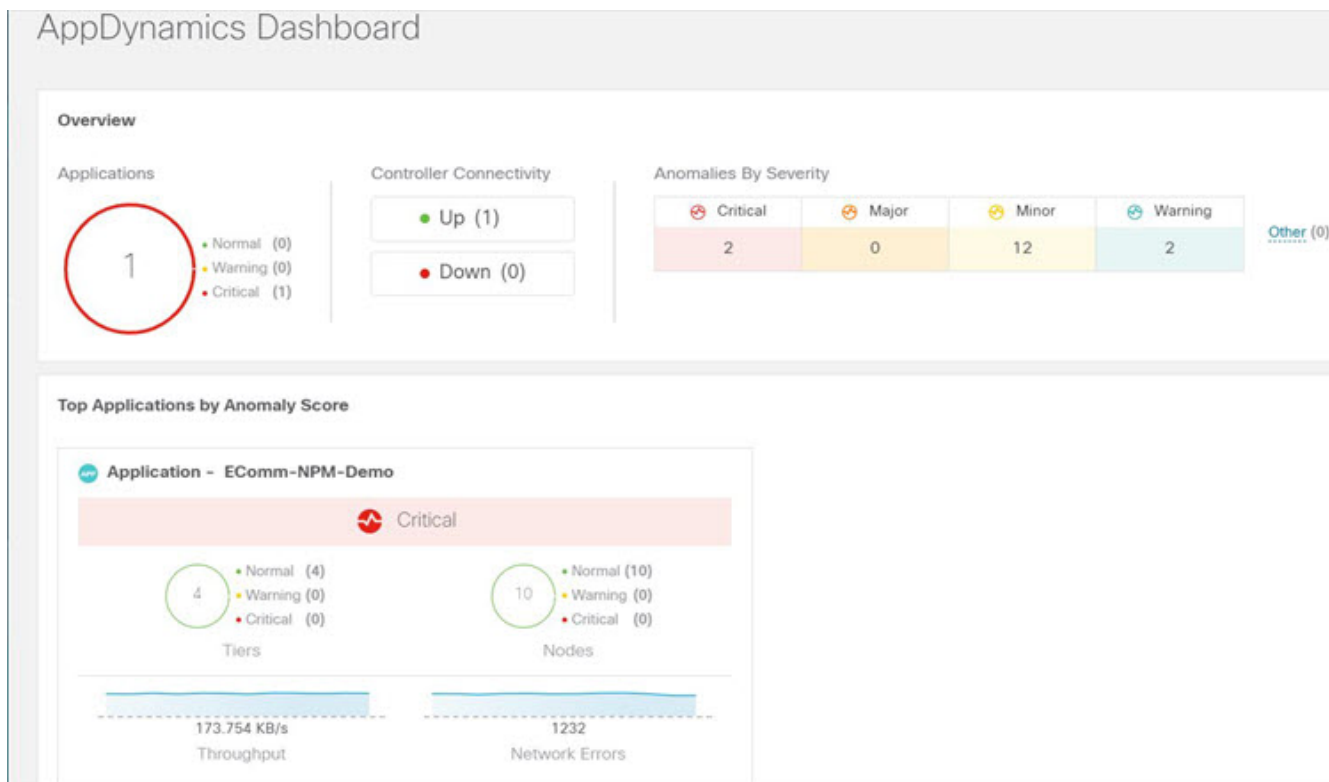 AppDynamics Dashboard
Overview
Applications
1
Normal (0)
Warning (0)
Critical (1)
Controller Connectivity
Up (1)
Down (0)
Anomalies By Severity
Critical Major Minor Warning
2 0 12 2
Other (0)
Top Applications by Anomaly Score
APP Application - EComm-NPM-Demo
Critical
4
Normal (4)
Warning (0)
Critical (0)
Tiers
10
Normal (10)
Warning (0)
Critical (0)
Nodes
173.754 KB/s
Throughput
1232
Network Errors